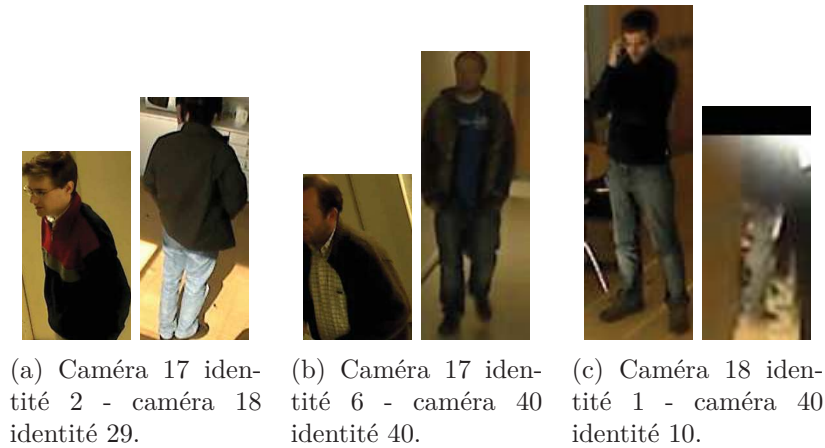 (a) Caméra 17 iden-
tité 2 - caméra 18
identité 29.
(b) Caméra 17 iden-
tité 6 - caméra 40
identité 40.
(c) Caméra 18 iden-
tité 1 - caméra 40
identité 10.